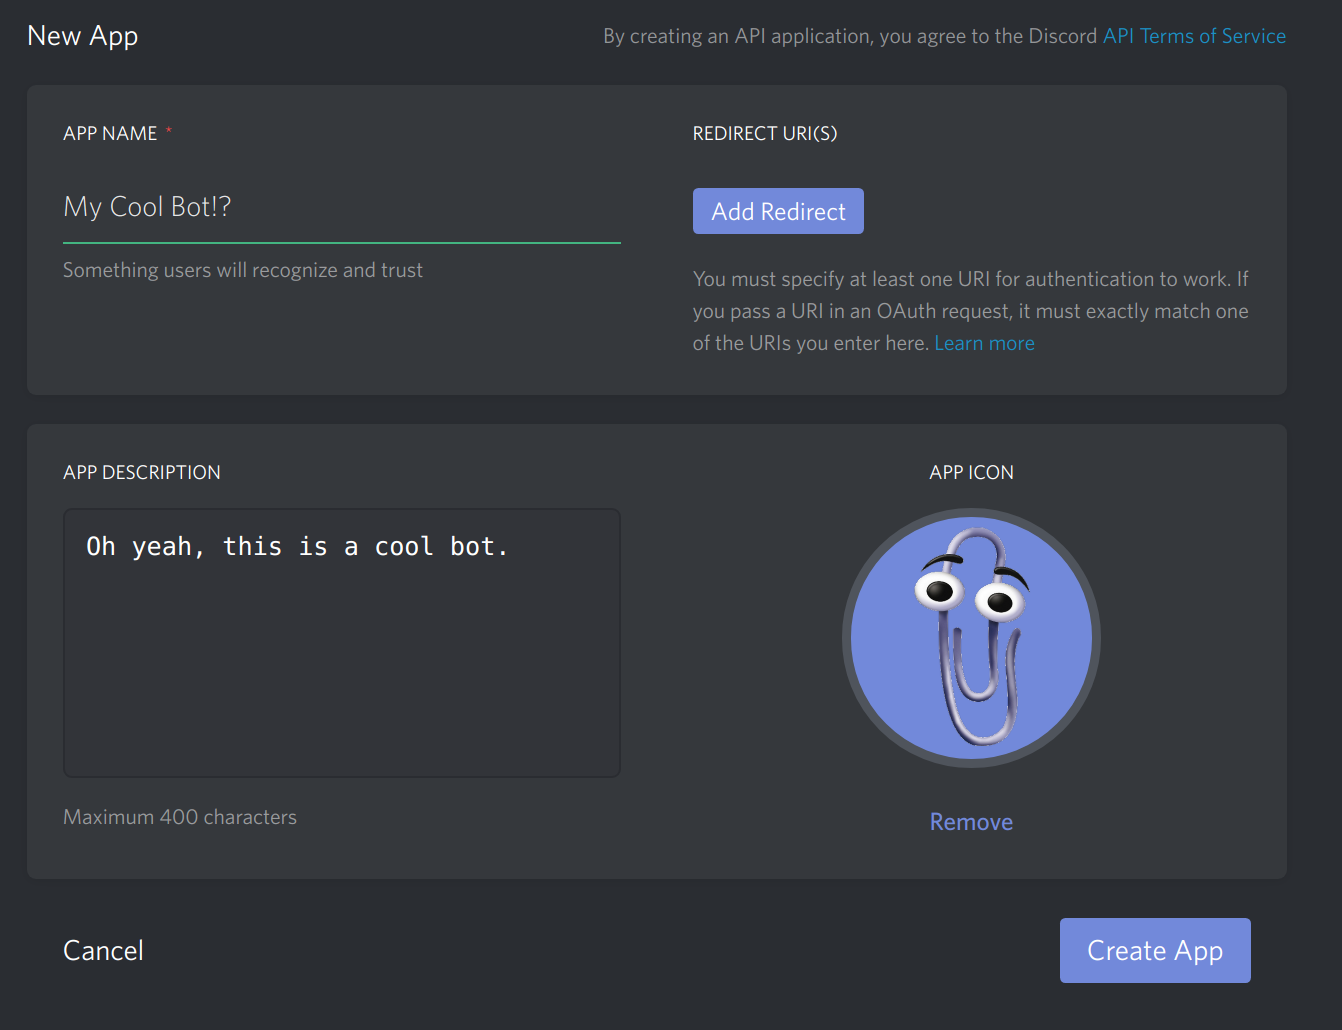 New App
By creating an API application, you agree to the Discord API Terms of Service
APP NAME *
My Cool Bot!?
Something users will recognize and trust
REDIRECT URI(S)
Add Redirect
You must specify at least one URI for authentication to work. If
you pass a URI in an OAuth request, it must exactly match one
of the URIs you enter here. Learn more
APP DESCRIPTION
Oh yeah, this is a cool bot.
Maximum 400 characters
APP ICON
Remove
Cancel
Create App